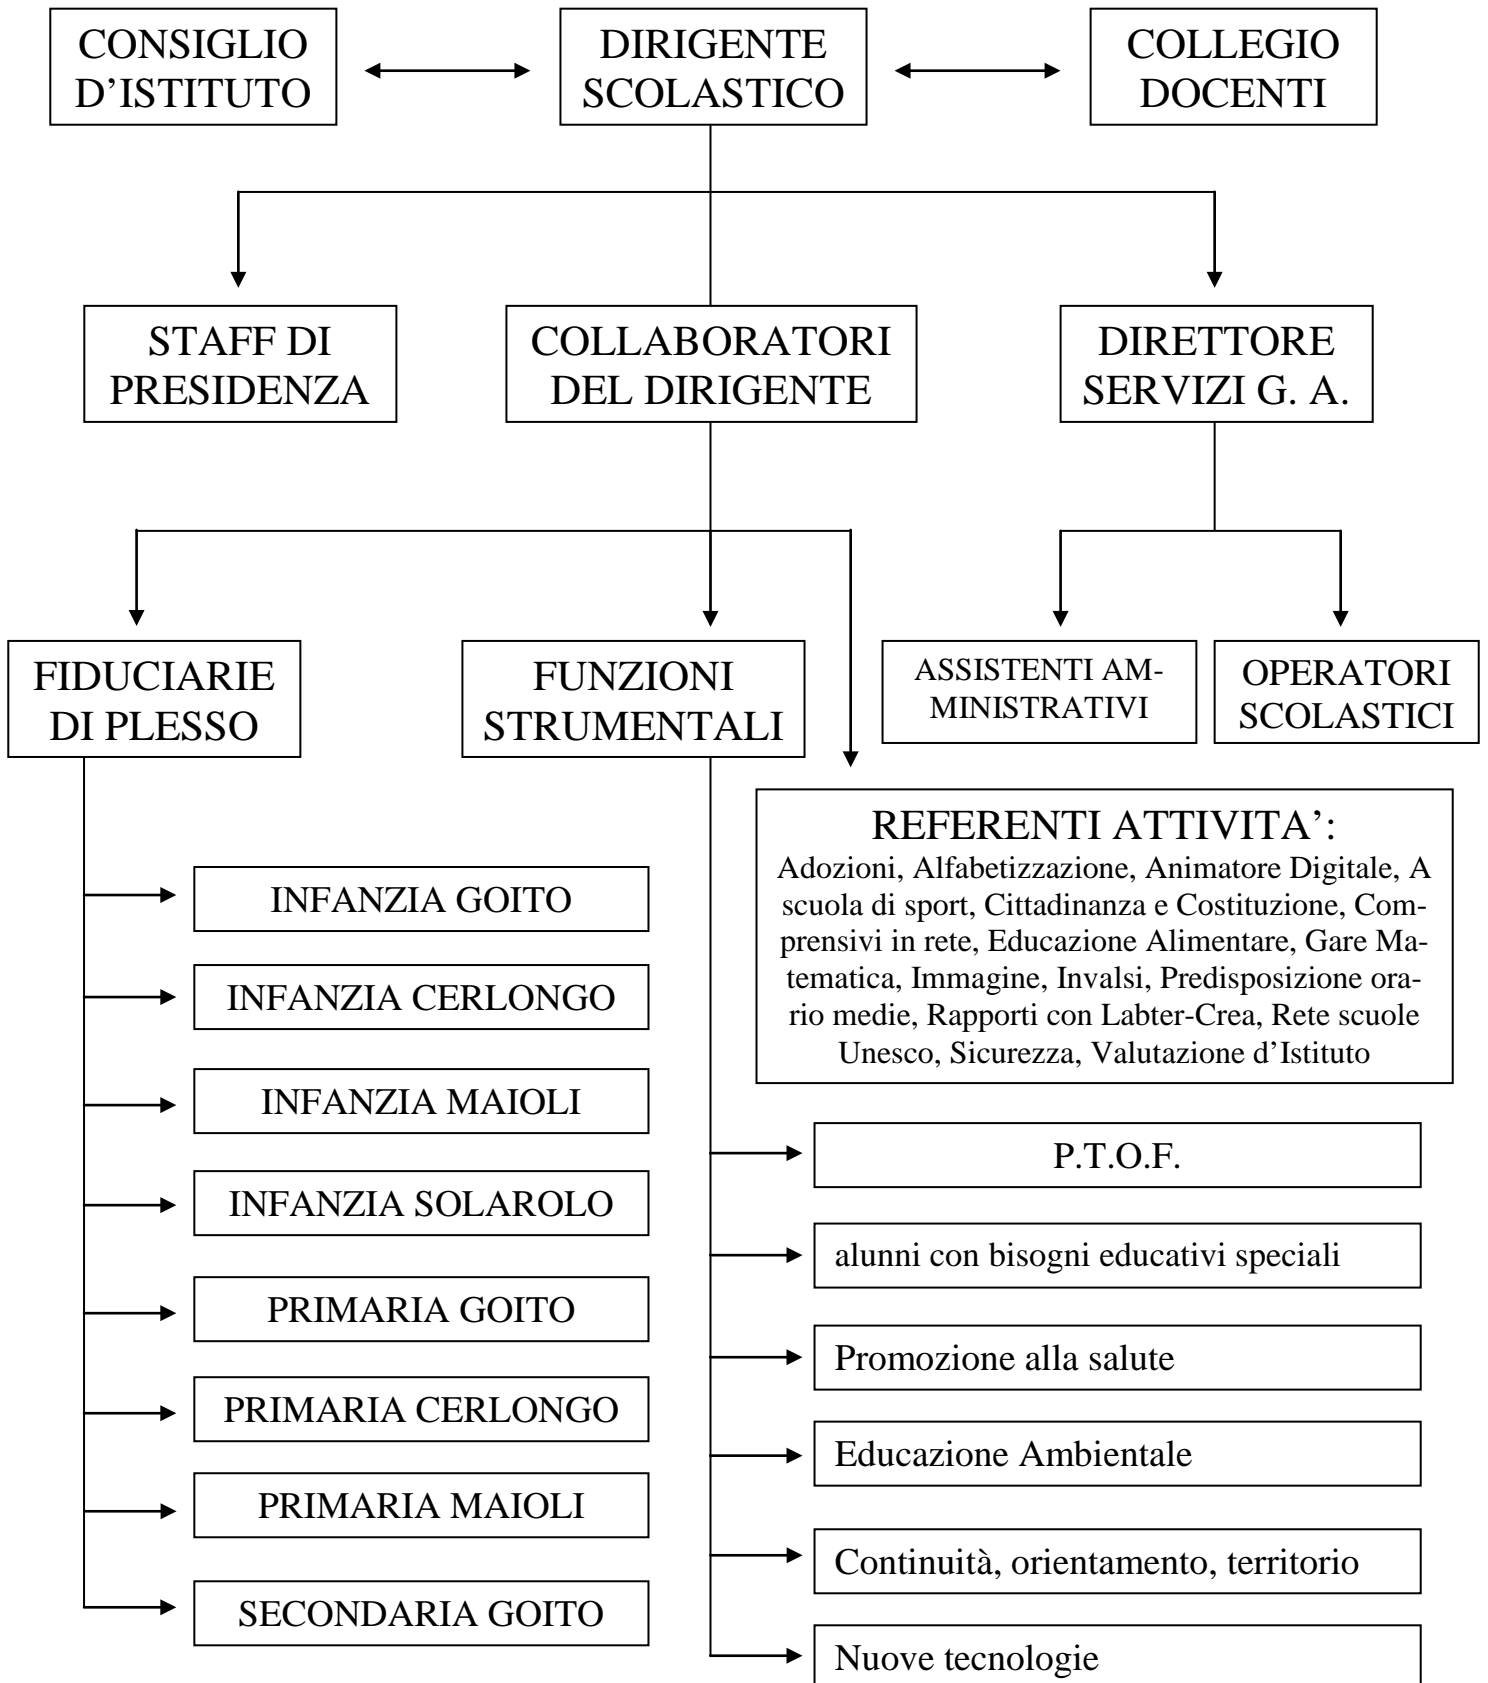 CONSIGLIO
D’ISTITUTO
DIRIGENTE
SCOLASTICO
COLLEGIO
DOCENTI
STAFF DI
PRESIDENZA
COLLABORATORI
DEL DIRIGENTE
DIRETTORE
SERVIZI G. A.
FIDUCIARIE
DI PLESSO
FUNZIONI
STRUMENTALI
ASSISTENTI AM-
MINISTRATIVI
OPERATORI
SCOLASTICI
REFERENTI ATTIVITA’:
Adozioni, Alfabetizzazione, Animatore Digitale, A
scuola di sport, Cittadinanza e Costituzione, Com-
prensivi in rete, Educazione Alimentare, Gare Ma-
tematica, Immagine, Invalsi, Predisposizione ora-
rio medie, Rapporti con Labter-Crea, Rete scuole
Unesco, Sicurezza, Valutazione d’Istituto
INFANZIA GOITO
INFANZIA CERLONGO
INFANZIA MAIOLI
INFANZIA SOLAROLO
PRIMARIA GOITO
PRIMARIA CERLONGO
PRIMARIA MAIOLI
SECONDARIA GOITO
P.T.O.F.
alunni con bisogni educativi speciali
Promozione alla salute
Educazione Ambientale
Continuità, orientamento, territorio
Nuove tecnologie